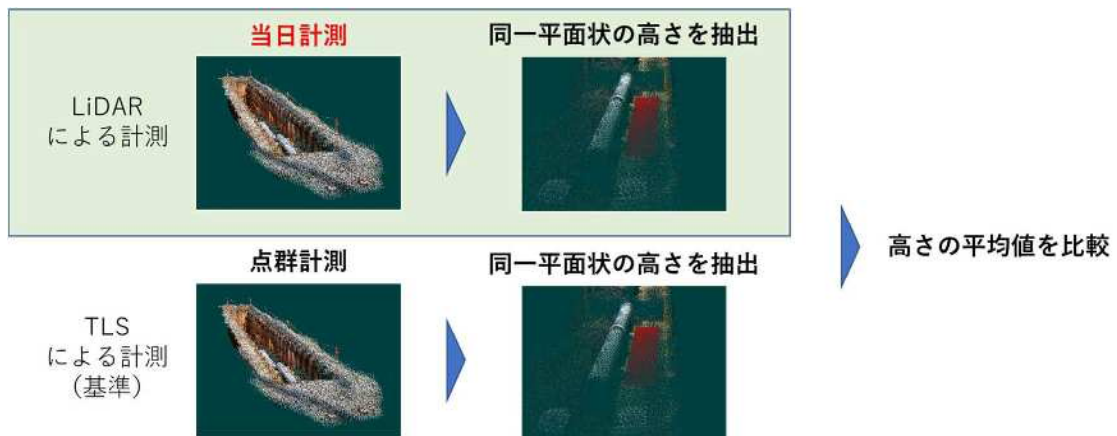 当日計測
同一平面状の高さを抽出
LiDAR
による計測
高さの平均値を比較
点群計測
同一平面状の高さを抽出
TLS
による計測
(基準)